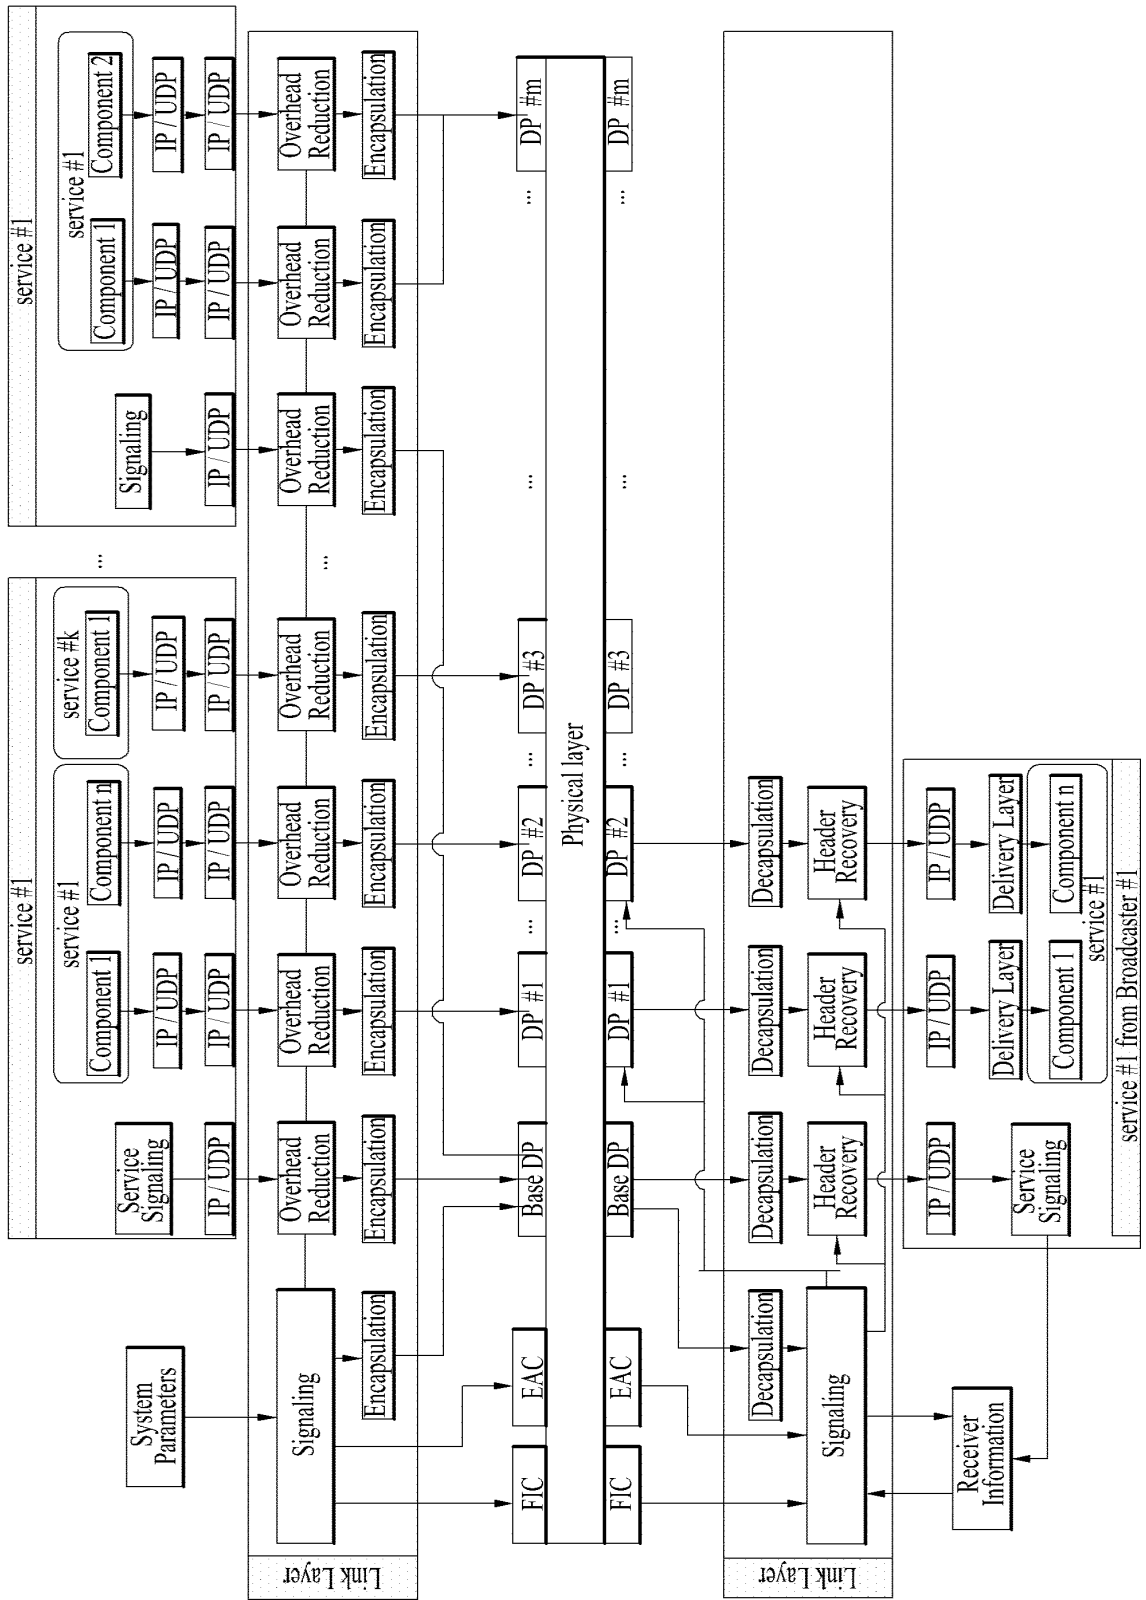 service #1
service #1
service #1
service #k
service #1
Component 1
Component n
Component 1
Component 1
Component 2
System
Parameters
Service
Signaling
IP / UDP
IP / UDP
IP / UDP
Signaling
IP / UDP
IP / UDP
...
IP / UDP
IP / UDP
IP / UDP
IP / UDP
IP / UDP
IP / UDP
IP / UDP
Link Layer
Signaling
Overhead
Reduction
Overhead
Reduction
Overhead
Reduction
Overhead
Reduction
...
Overhead
Reduction
Overhead
Reduction
Overhead
Reduction
Encapsulation
Encapsulation
Encapsulation
Encapsulation
Encapsulation
Encapsulation
Encapsulation
Encapsulation
FIC
EAC
Base DP
DP #1
...
DP #2
...
DP #3
...
...
DP #m
Physical layer
FIC
EAC
Base DP
DP #1
...
DP #2
...
DP #3
...
...
DP #m
Link Layer
Decapsulation
Decapsulation
Decapsulation
Decapsulation
Signaling
Header
Recovery
Header
Recovery
Header
Recovery
Receiver
Information
IP / UDP
IP / UDP
IP / UDP
Service
Signaling
Delivery Layer
Delivery Layer
Component 1
Component n
service #1
service #1 from Broadcaster #1